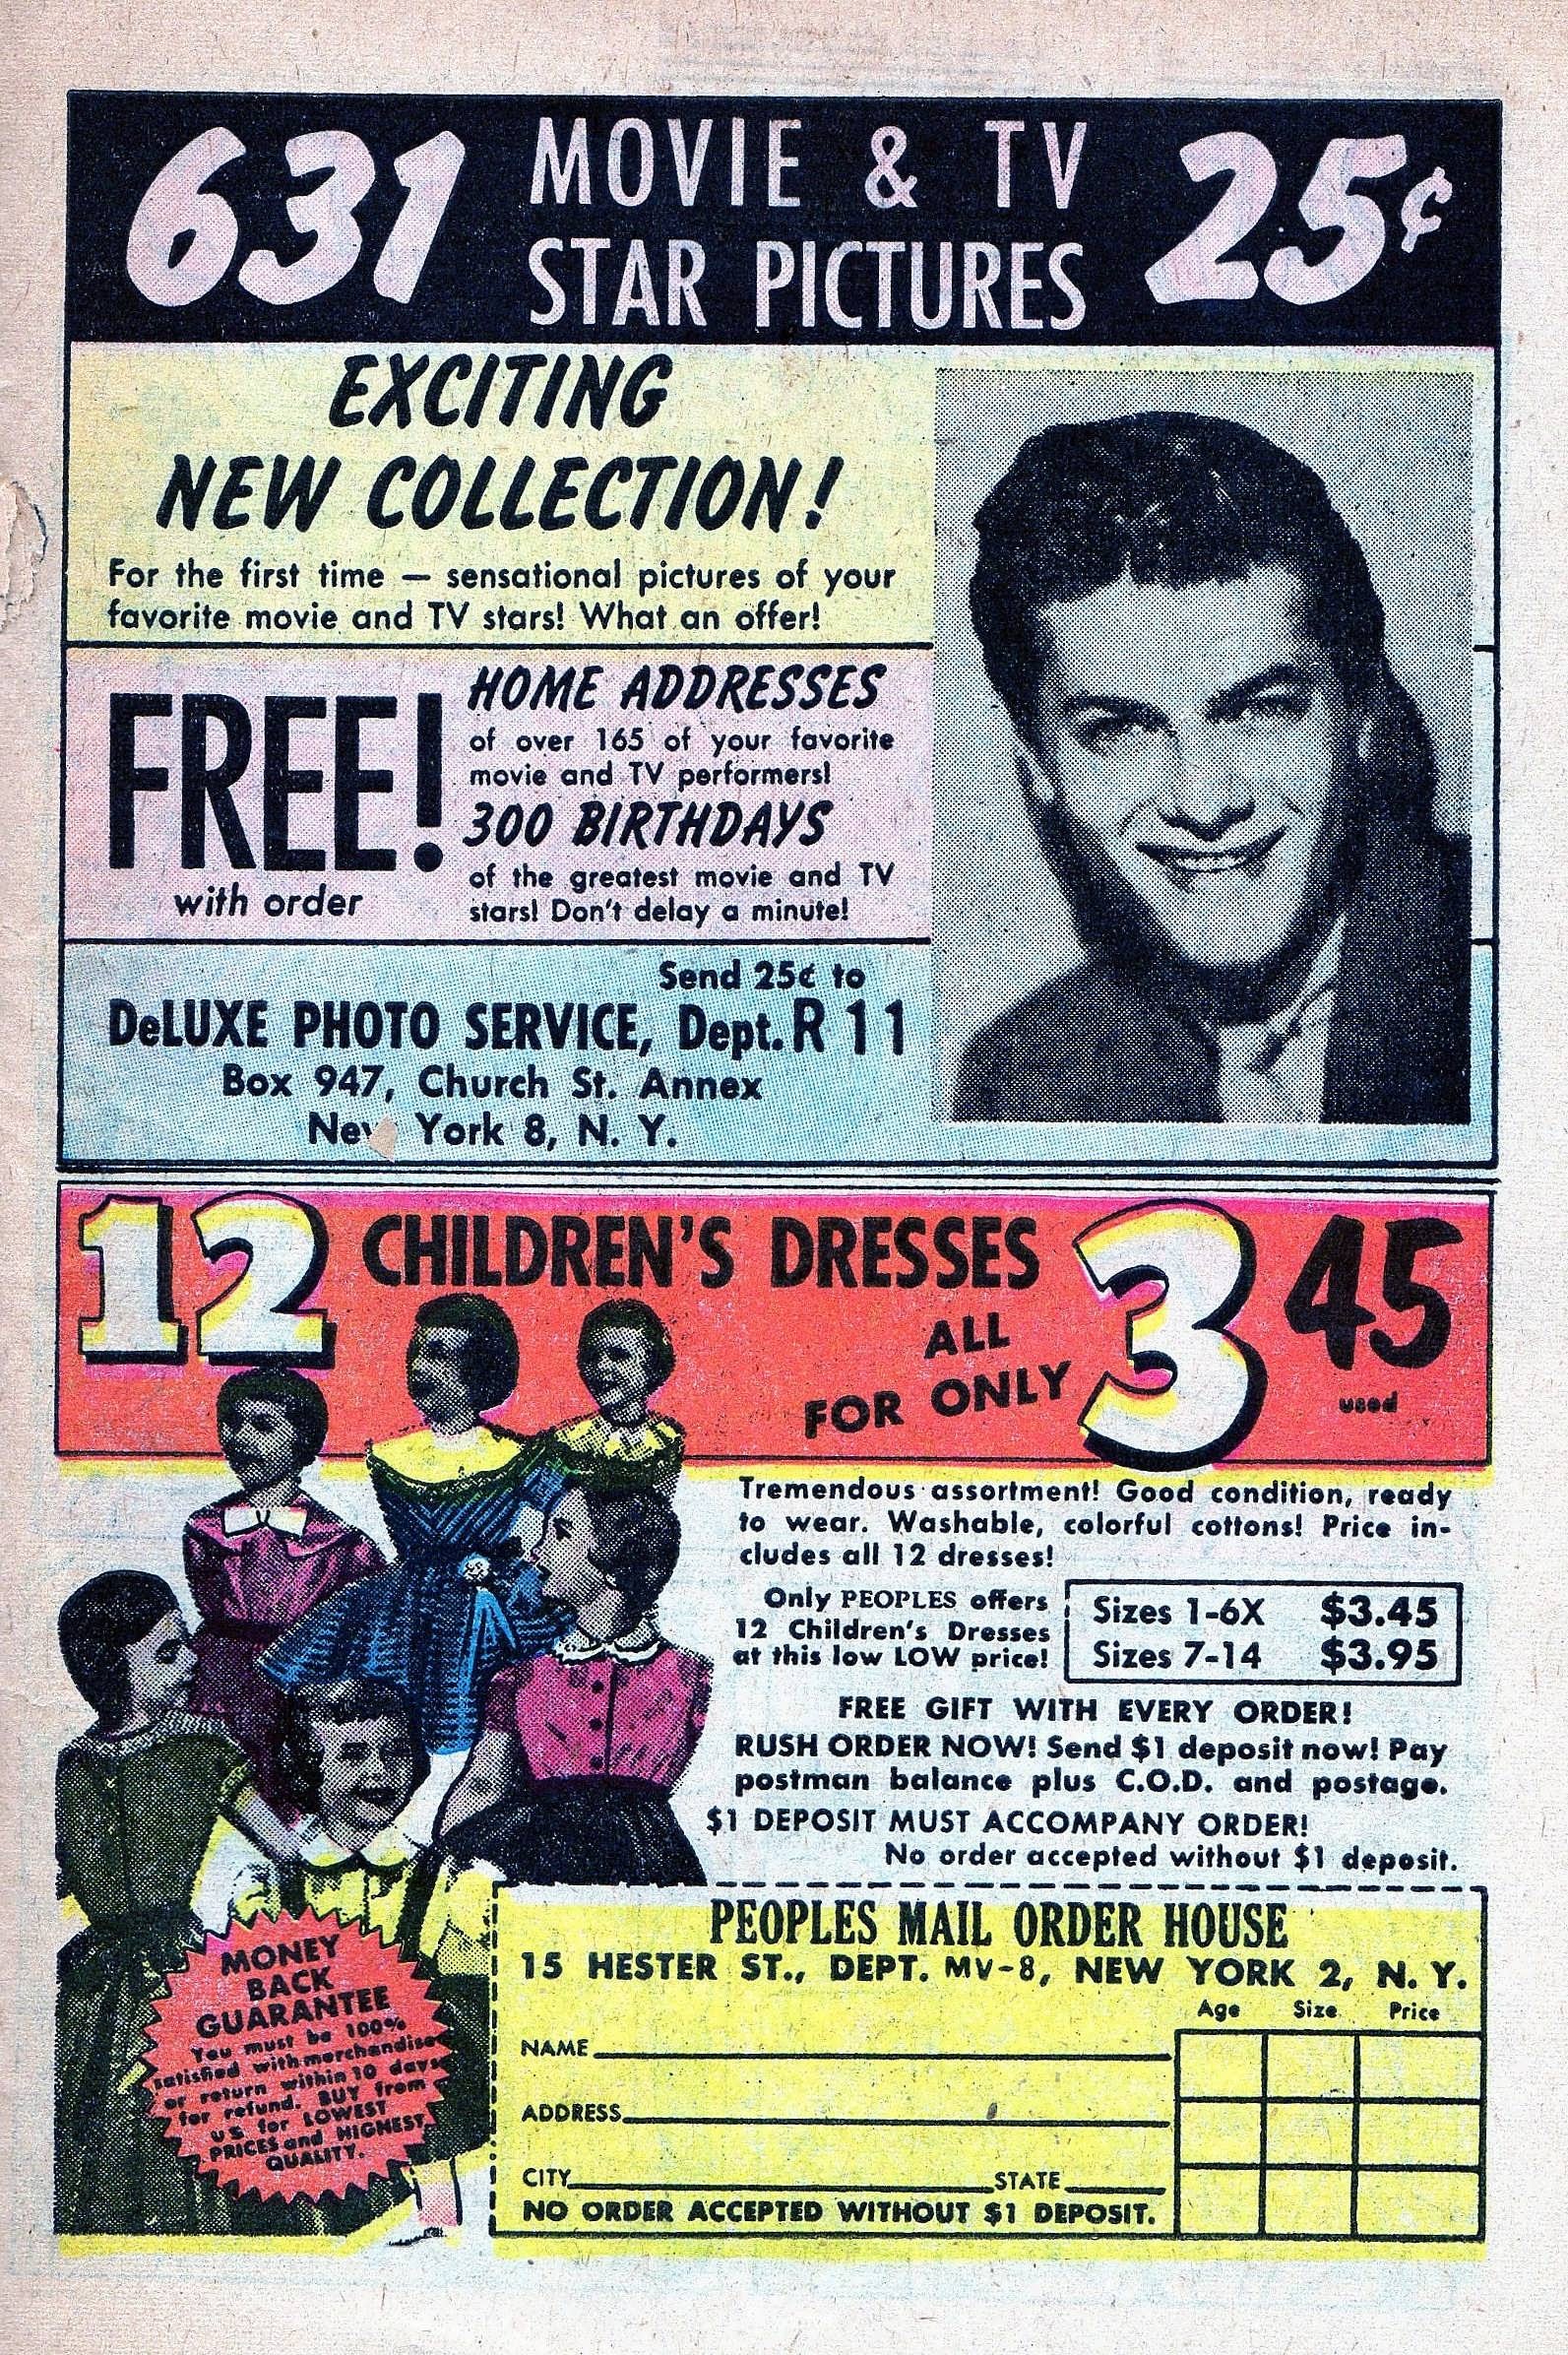 631 MOVIE & TV STAR PICTURES 25¢
EXCITING
NEW COLLECTION!
For the first time — sensational pictures of your
favorite movie and TV stars! What an offer!
FREE!
with order
HOME ADDRESSES
of over 165 of your favorite
movie and TV performers!
300 BIRTHDAYS
of the greatest movie and TV
stars! Don't delay a minute!
Send 25¢ to
DeLUXE PHOTO SERVICE, Dept. R 11
Box 947, Church St. Annex
New York 8, N. Y.
12 CHILDREN'S DRESSES
ALL
FOR ONLY
3 45
used
Tremendous assortment! Good condition, ready
to wear. Washable, colorful cottons! Price in-
cludes all 12 dresses!
Only PEOPLES offers
12 Children's Dresses
at this low LOW price!
Sizes 1-6X $3.45
Sizes 7-14 $3.95
FREE GIFT WITH EVERY ORDER!
RUSH ORDER NOW! Send $1 deposit now! Pay
postman balance plus C.O.D. and postage.
$1 DEPOSIT MUST ACCOMPANY ORDER!
No order accepted without $1 deposit.
MONEY
BACK
GUARANTEE
You must be 100%
satisfied with merchandise
or return within 10 days
for refund. BUY from
us for LOWEST
PRICES and HIGHEST
QUALITY.
PEOPLES MAIL ORDER HOUSE
15 HESTER ST., DEPT. MV-8, NEW YORK 2, N. Y.
Age Size Price
NAME
ADDRESS
CITY STATE
NO ORDER ACCEPTED WITHOUT $1 DEPOSIT.